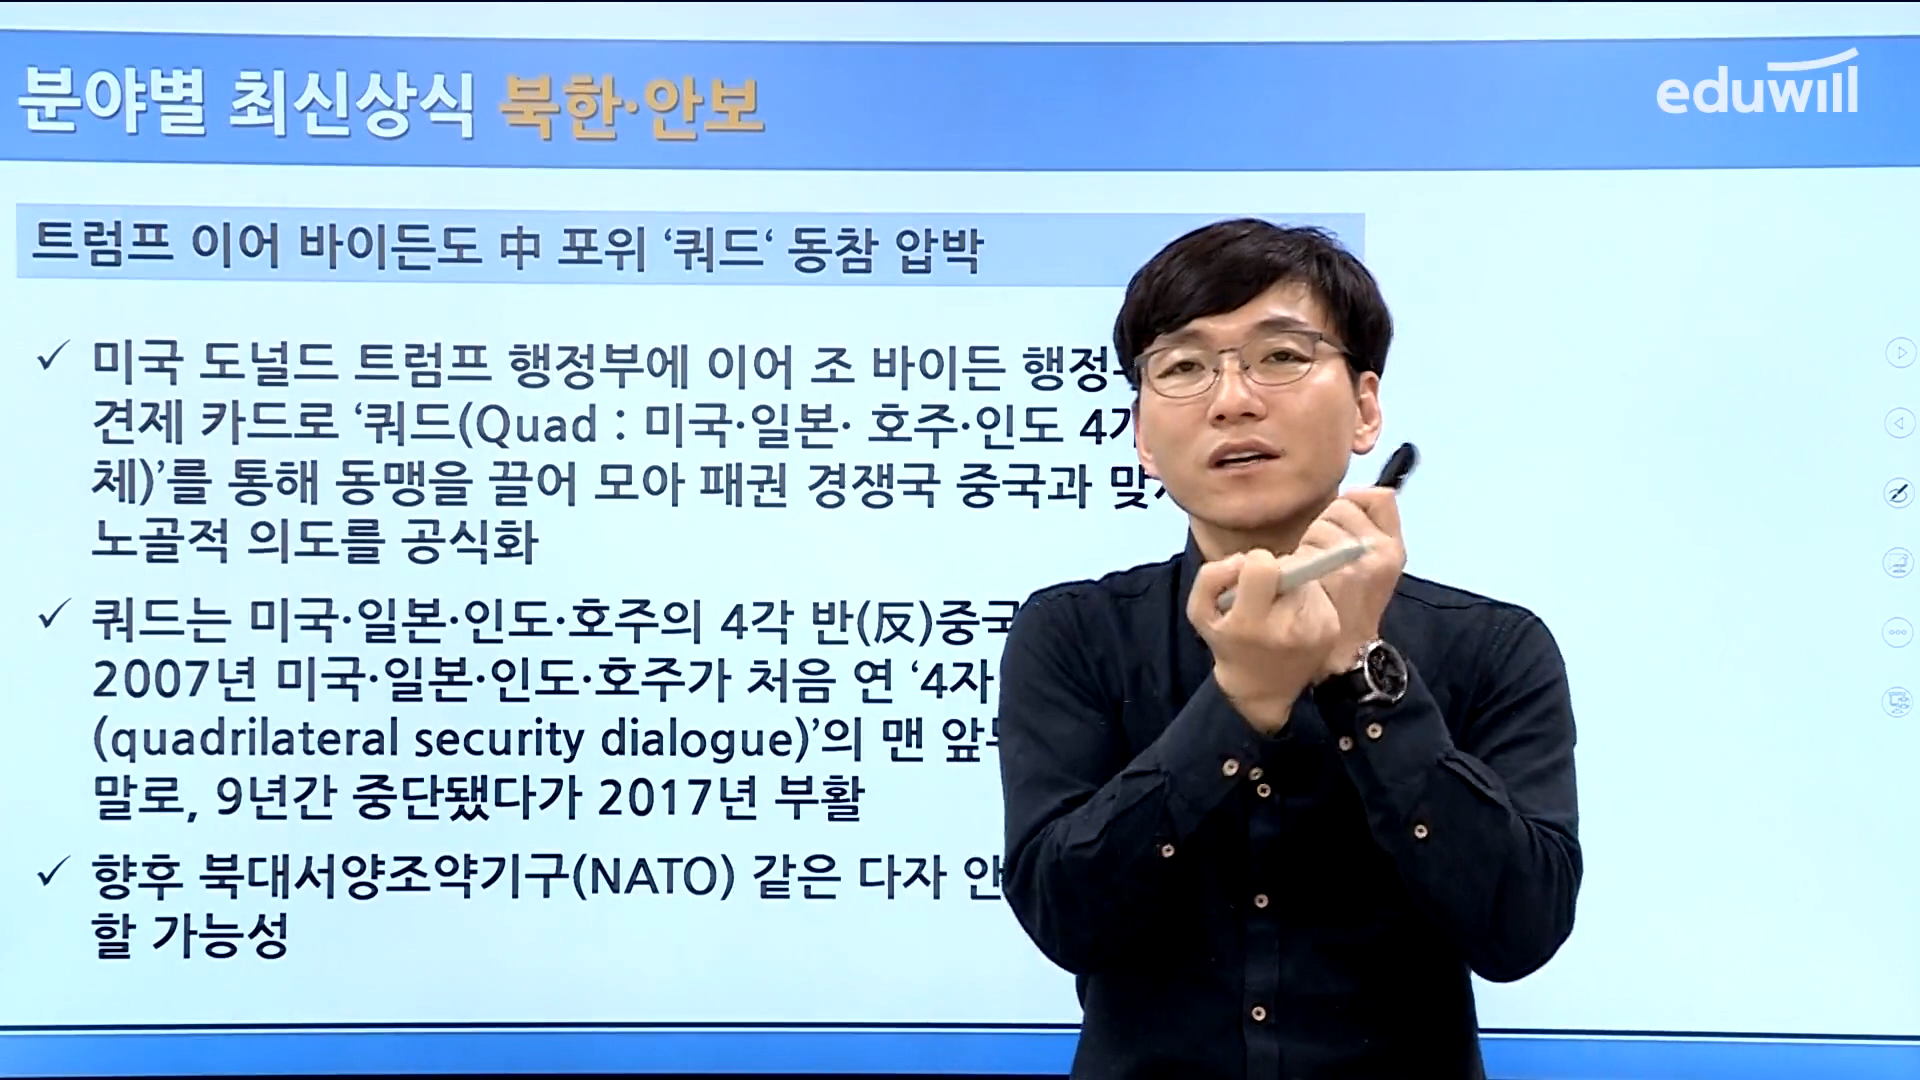 분야별 최신상식 북한·안보
eduwill
트럼프 이어 바이든도 中 포위 ‘쿼드‘ 동참 압박
✓ 미국 도널드 트럼프 행정부에 이어 조 바이든
견제 카드로 ‘쿼드(Quad : 미국·일본· 호주·인도
체)’를 통해 동맹을 끌어 모아 패권 경쟁국 중국과
노골적 의도를 공식화
✓ 쿼드는 미국·일본·인도·호주의 4각 반(反)중국
2007년 미국·일본·인도·호주가 처음 연 ‘4자
(quadrilateral security dialogue)’의 맨
말로, 9년간 중단됐다가 2017년 부활
✓ 향후 북대서양조약기구(NATO) 같은 다자
할 가능성